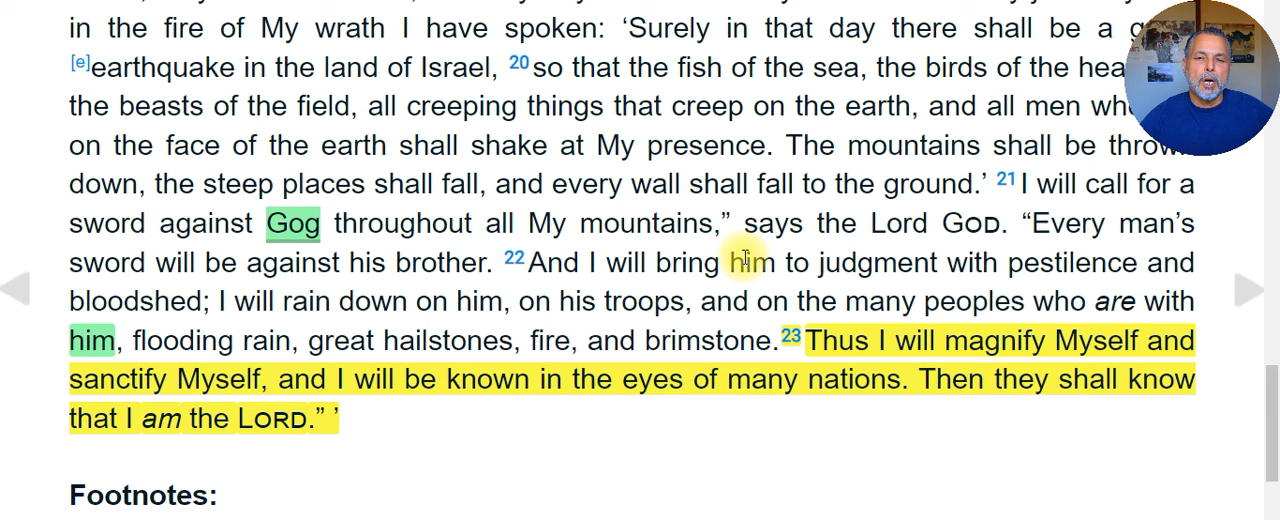 in the fire of My wrath I have spoken: ‘Surely in that day there shall be a
[e]earthquake in the land of Israel, 20 so that the fish of the sea, the birds of the
the beasts of the field, all creeping things that creep on the earth, and all men
on the face of the earth shall shake at My presence. The mountains shall be thrown
down, the steep places shall fall, and every wall shall fall to the ground.’ 21 I will call for a
sword against Gog throughout all My mountains,” says the Lord GOD. “Every man’s
sword will be against his brother. 22 And I will bring him to judgment with pestilence and
bloodshed; I will rain down on him, on his troops, and on the many peoples who are with
him, flooding rain, great hailstones, fire, and brimstone. 23 Thus I will magnify Myself and
sanctify Myself, and I will be known in the eyes of many nations. Then they shall know
that I am the LORD.” ’
Footnotes: